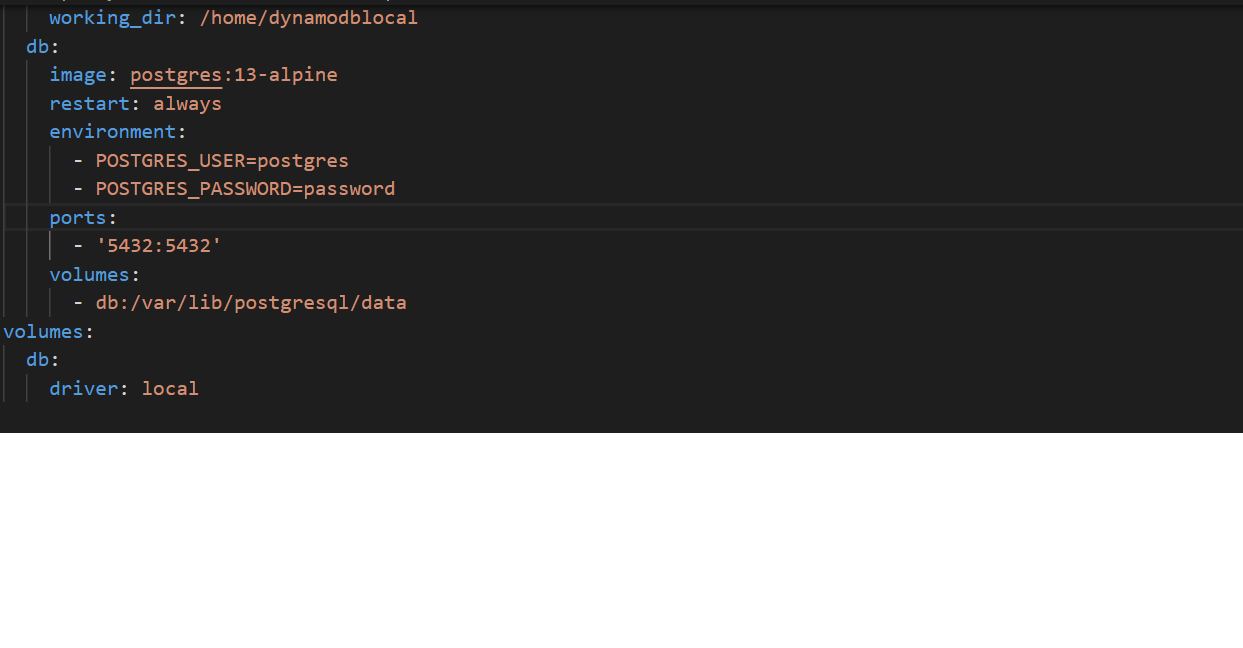 working_dir: /home/dynamodblocal
db:
image: postgres:13-alpine
restart: always
environment:
- POSTGRES_USER=postgres
- POSTGRES_PASSWORD=password
ports:
- '5432:5432'
volumes:
- db:/var/lib/postgresql/data
volumes:
db:
driver: local